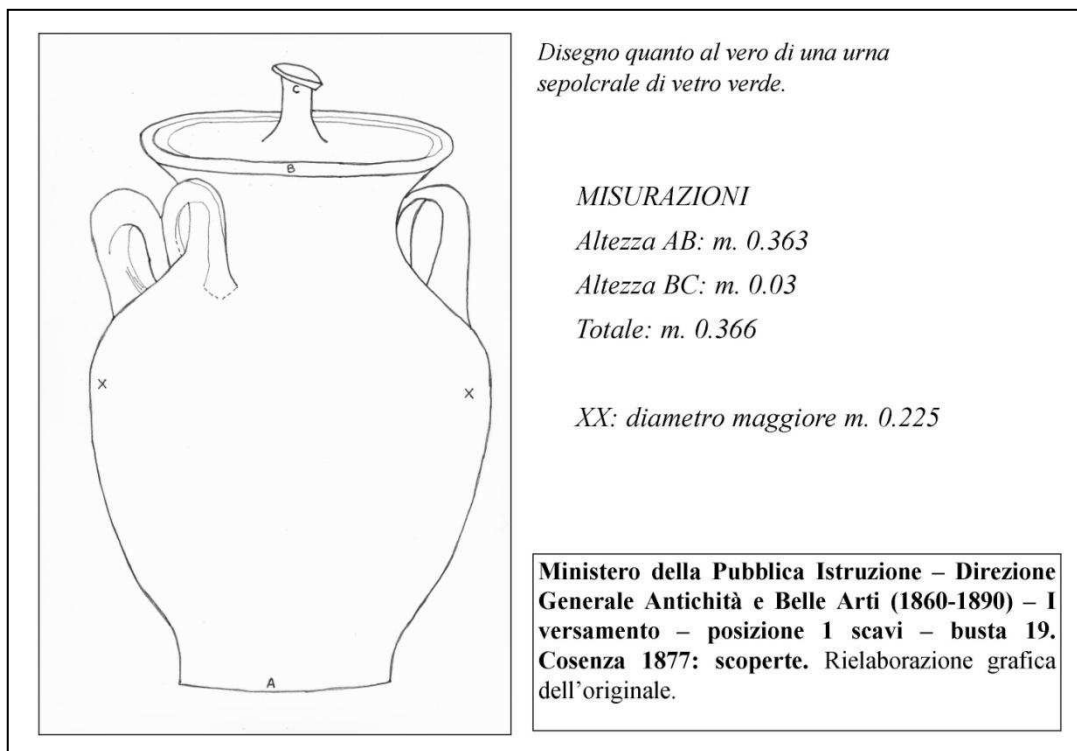 C
B
X
X
A
Disegno quanto al vero di una urna
sepolcrale di vetro verde.
MISURAZIONI
Altezza AB: m. 0.363
Altezza BC: m. 0.03
Totale: m. 0.366
XX: diametro maggiore m. 0.225
Ministero della Pubblica Istruzione – Direzione
Generale Antichità e Belle Arti (1860-1890) – I
versamento – posizione 1 scavi – busta 19.
Cosenza 1877: scoperte. Rielaborazione grafica
dell’originale.